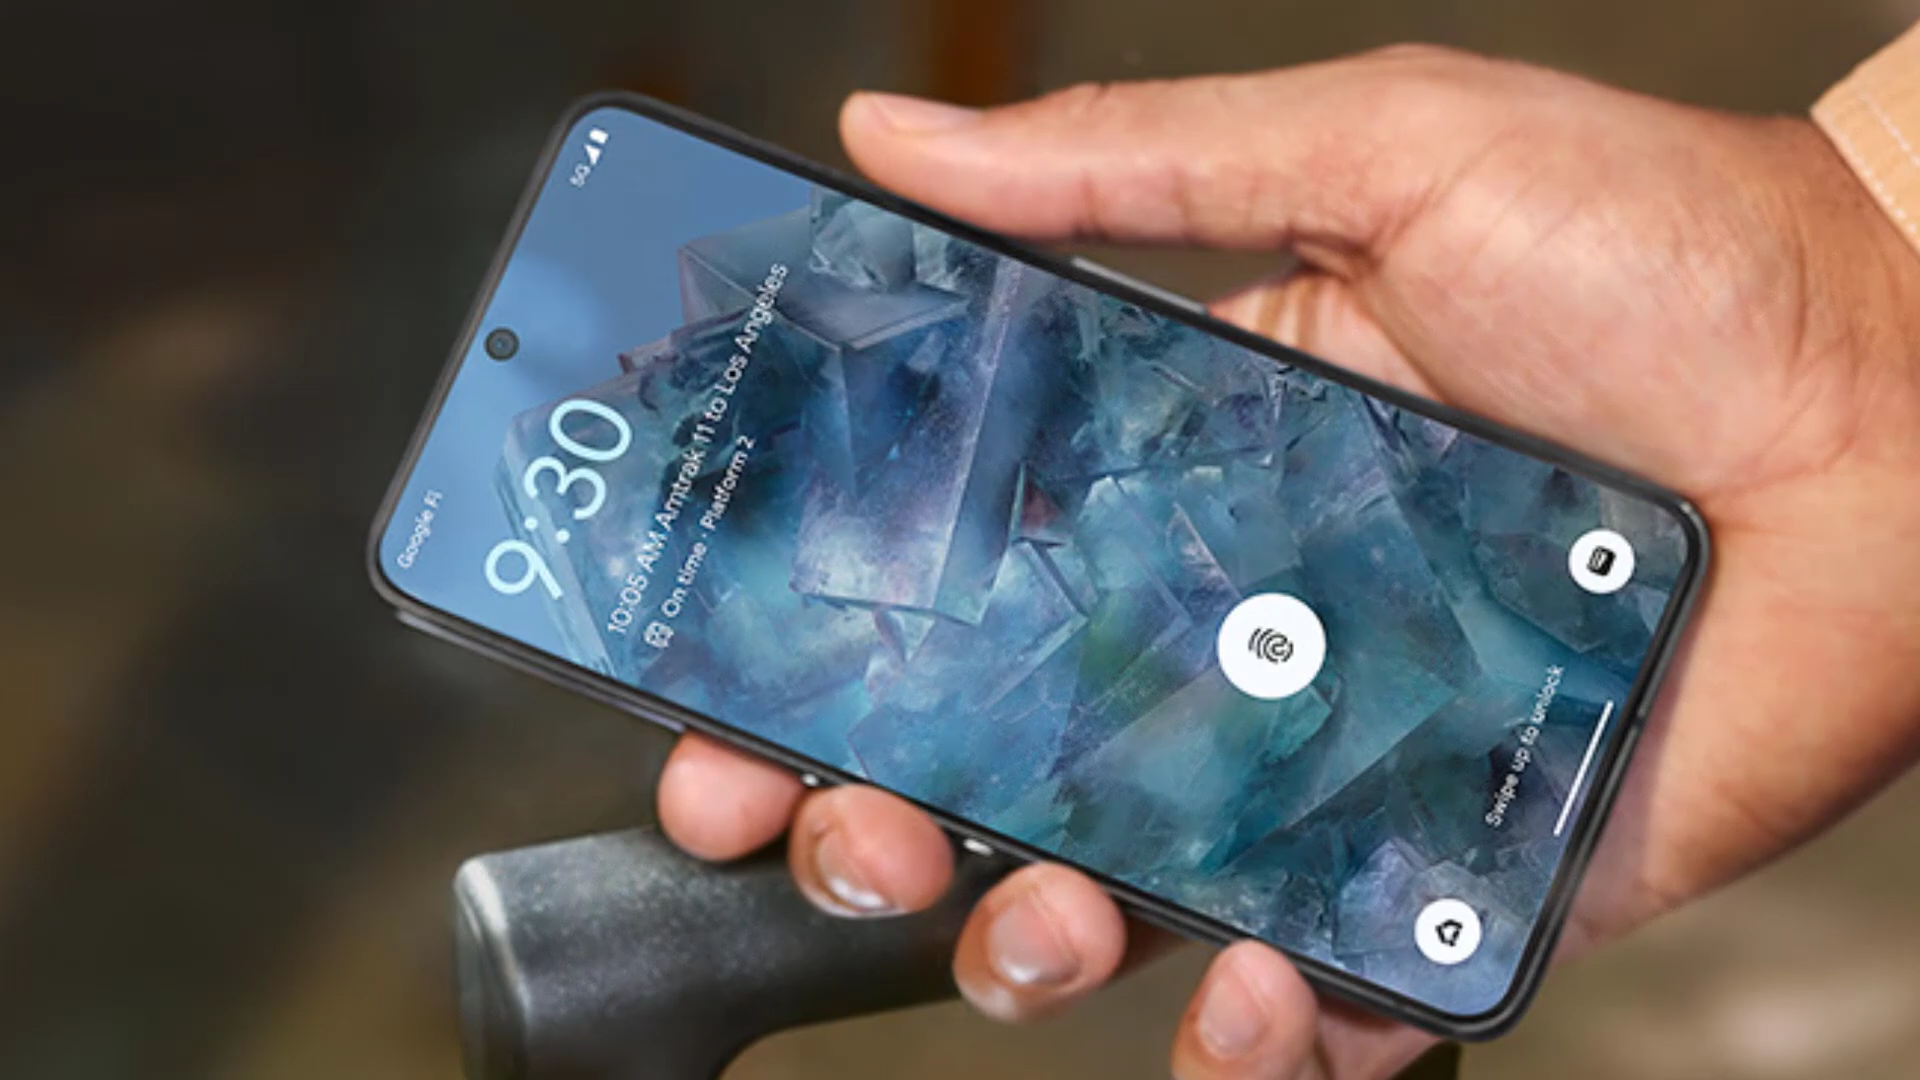 Google Fi
5G
9:30
10:05 AM Amtrak 11 to Los Angeles
On time · Platform 2
Swipe up to unlock